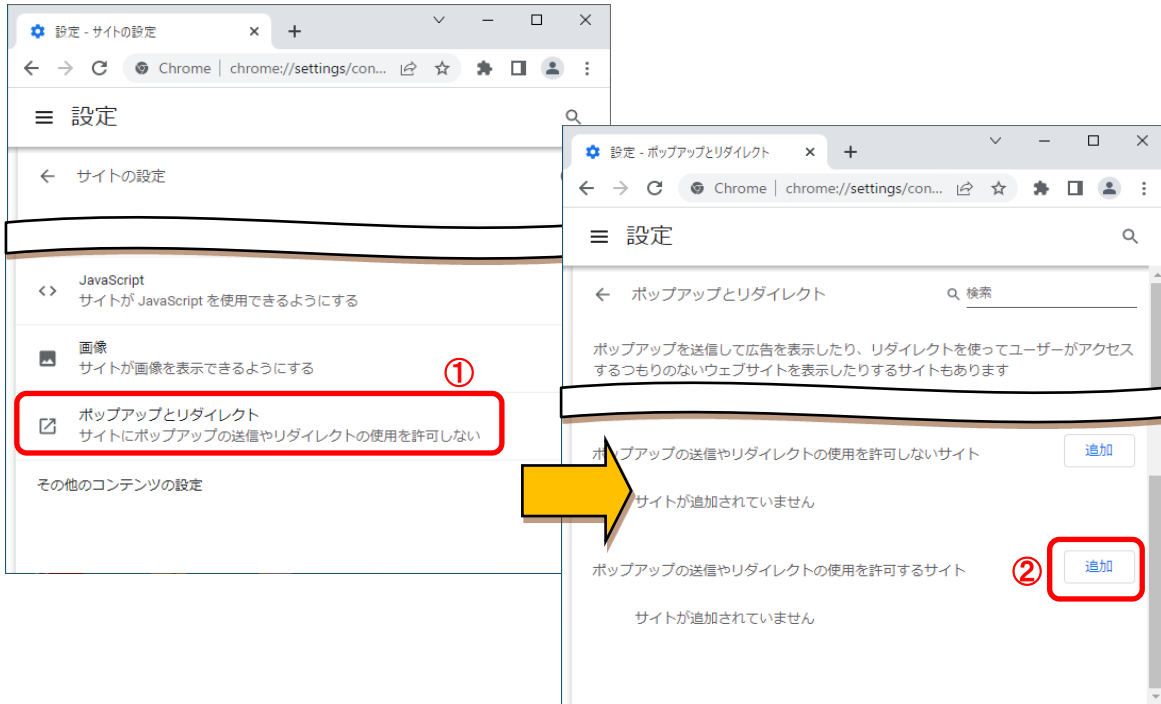 設定 - サイトの設定
Chrome | chrome://settings/con...
設定
サイトの設定
JavaScript
サイトが JavaScript を使用できるようにする
画像
サイトが画像を表示できるようにする
①
ポップアップとリダイレクト
サイトにポップアップの送信やリダイレクトの使用を許可しない
その他のコンテンツの設定
設定 - ポップアップとリダイレクト
Chrome | chrome://settings/con...
設定
ポップアップとリダイレクト
検索
ポップアップを送信して広告を表示したり、リダイレクトを使ってユーザーがアクセス
するつもりのないウェブサイトを表示したりするサイトもあります
ポップアップの送信やリダイレクトの使用を許可しないサイト
追加
サイトが追加されていません
ポップアップの送信やリダイレクトの使用を許可するサイト
②
追加
サイトが追加されていません